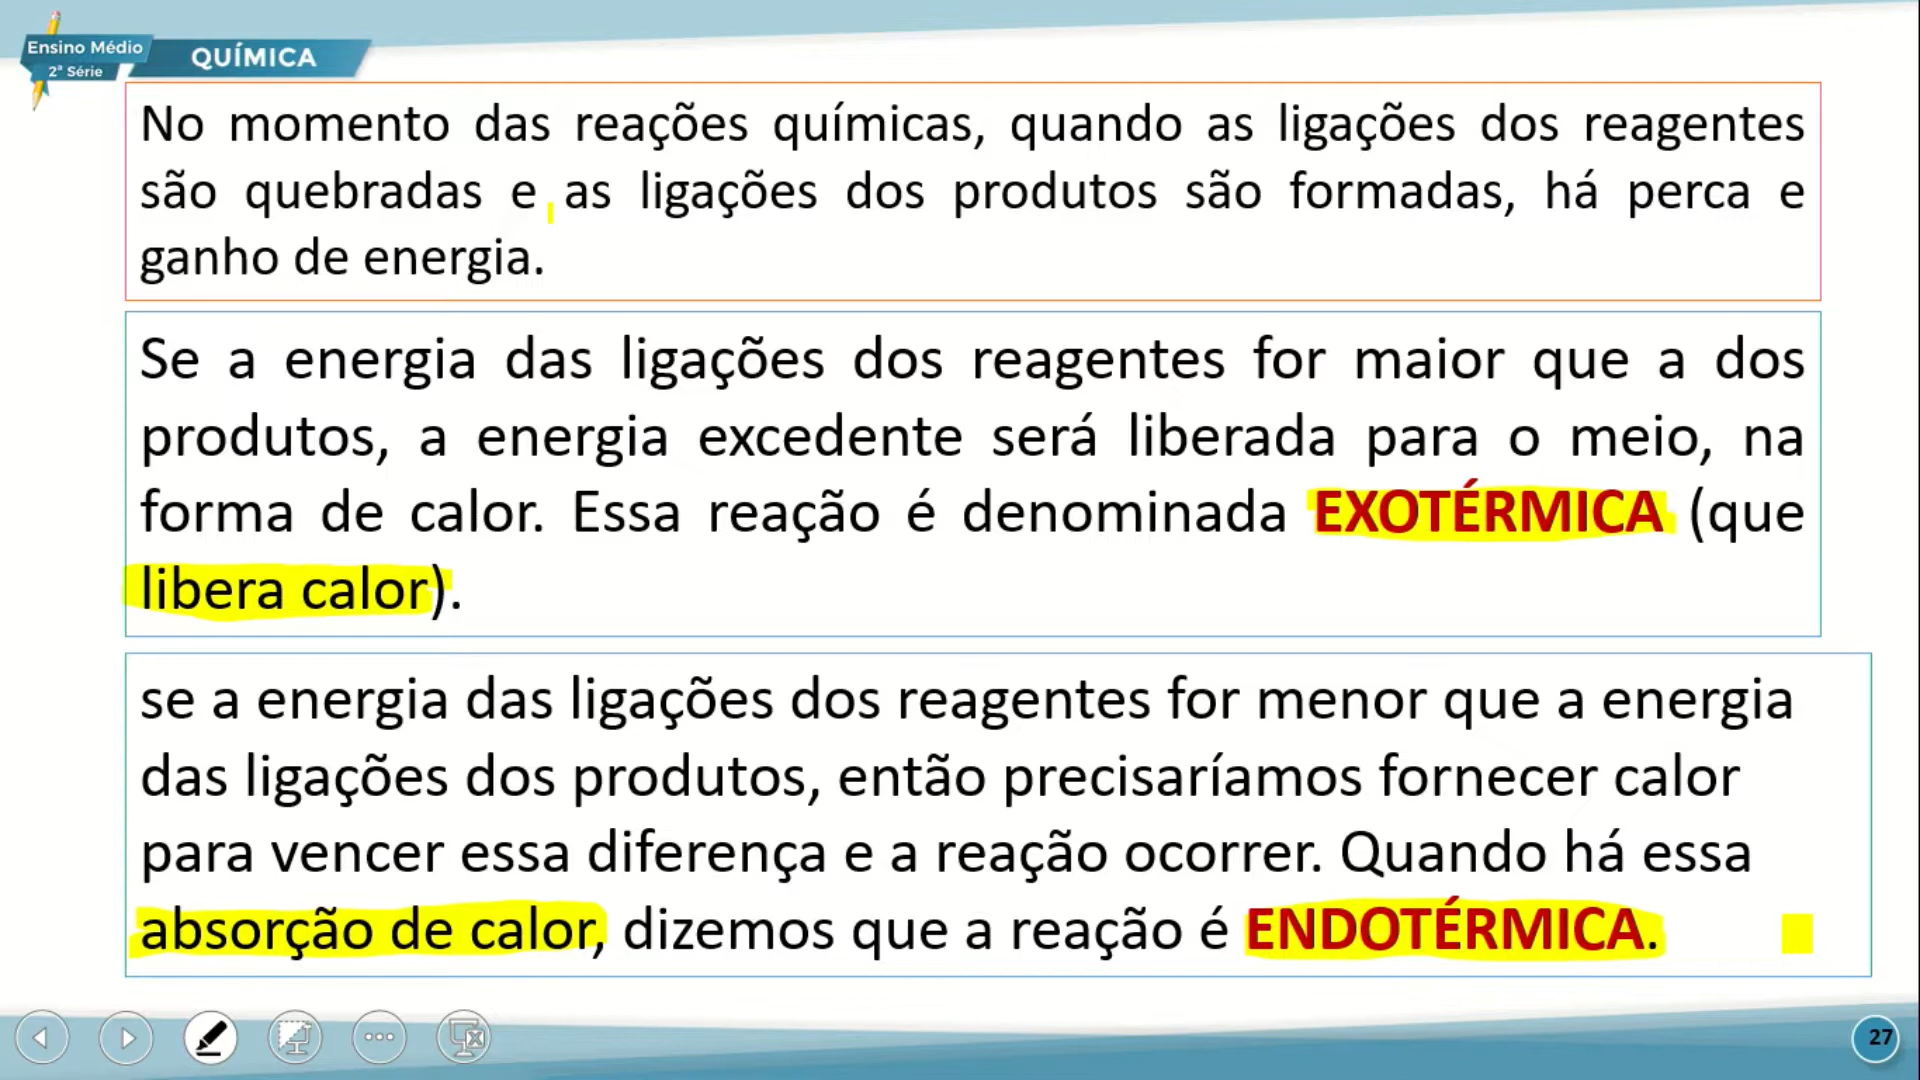 Ensino Médio
2ª Série
QUÍMICA
No momento das reações químicas, quando as ligações dos reagentes
são quebradas e as ligações dos produtos são formadas, há perca e
ganho de energia.
Se a energia das ligações dos reagentes for maior que a dos
produtos, a energia excedente será liberada para o meio, na
forma de calor. Essa reação é denominada EXOTÉRMICA (que
libera calor).
se a energia das ligações dos reagentes for menor que a energia
das ligações dos produtos, então precisaríamos fornecer calor
para vencer essa diferença e a reação ocorrer. Quando há essa
absorção de calor, dizemos que a reação é ENDOTÉRMICA.
27